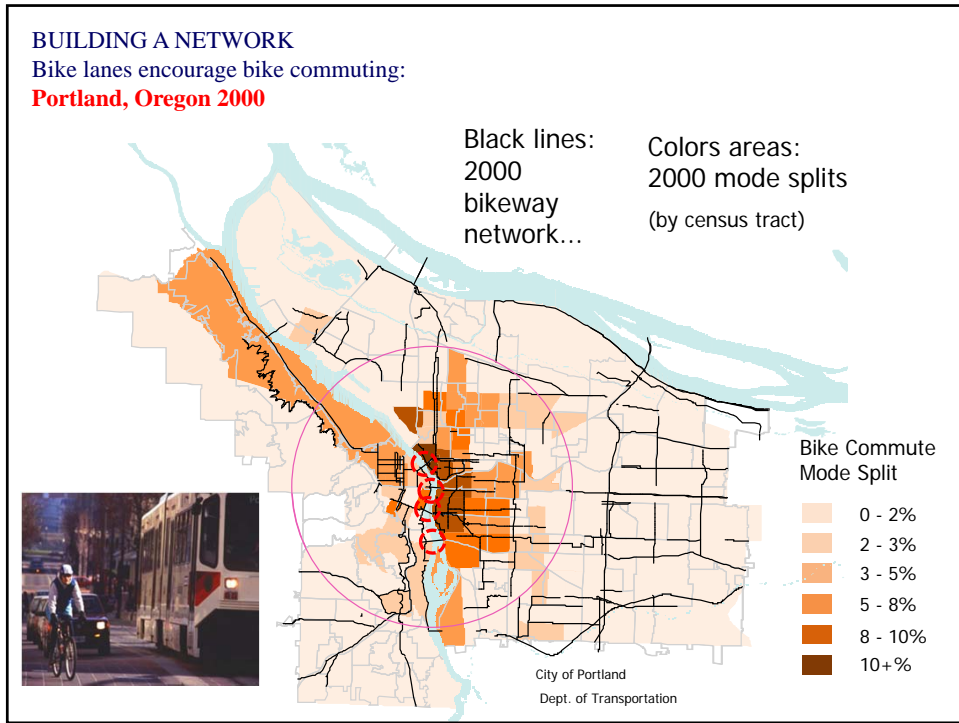 BUILDING A NETWORK
Bike lanes encourage bike commuting:
Portland, Oregon 2000
Black lines:
2000
bikeway
network...
Colors areas:
2000 mode splits
(by census tract)
Bike Commute
Mode Split
0 - 2%
2 - 3%
3 - 5%
5 - 8%
8 - 10%
10+%
City of Portland
Dept. of Transportation